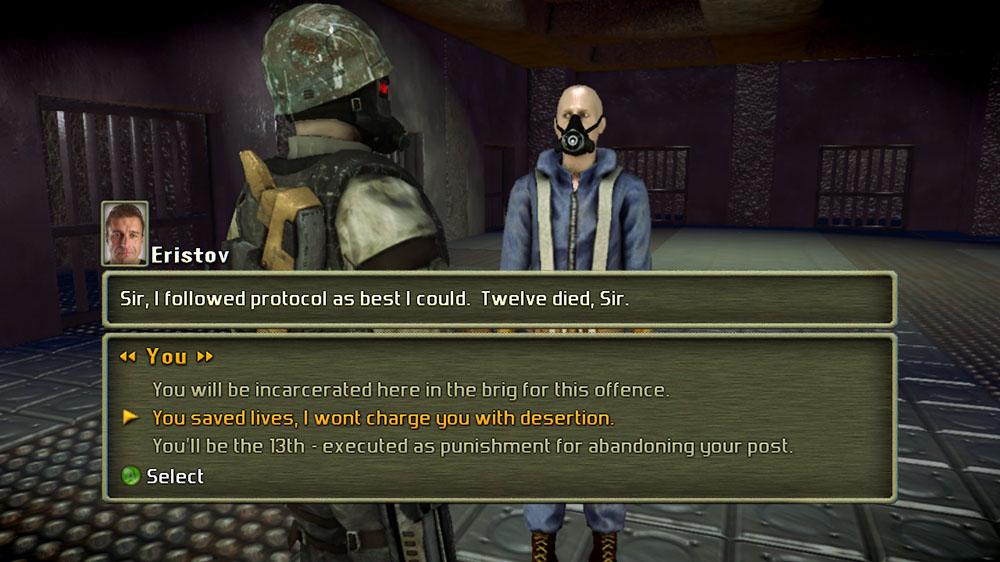 Eristov
Sir, I followed protocol as best I could. Twelve died, Sir.
You
You will be incarcerated here in the brig for this offence.
You saved lives, I wont charge you with desertion.
You'll be the 13th - executed as punishment for abandoning your post.
Select